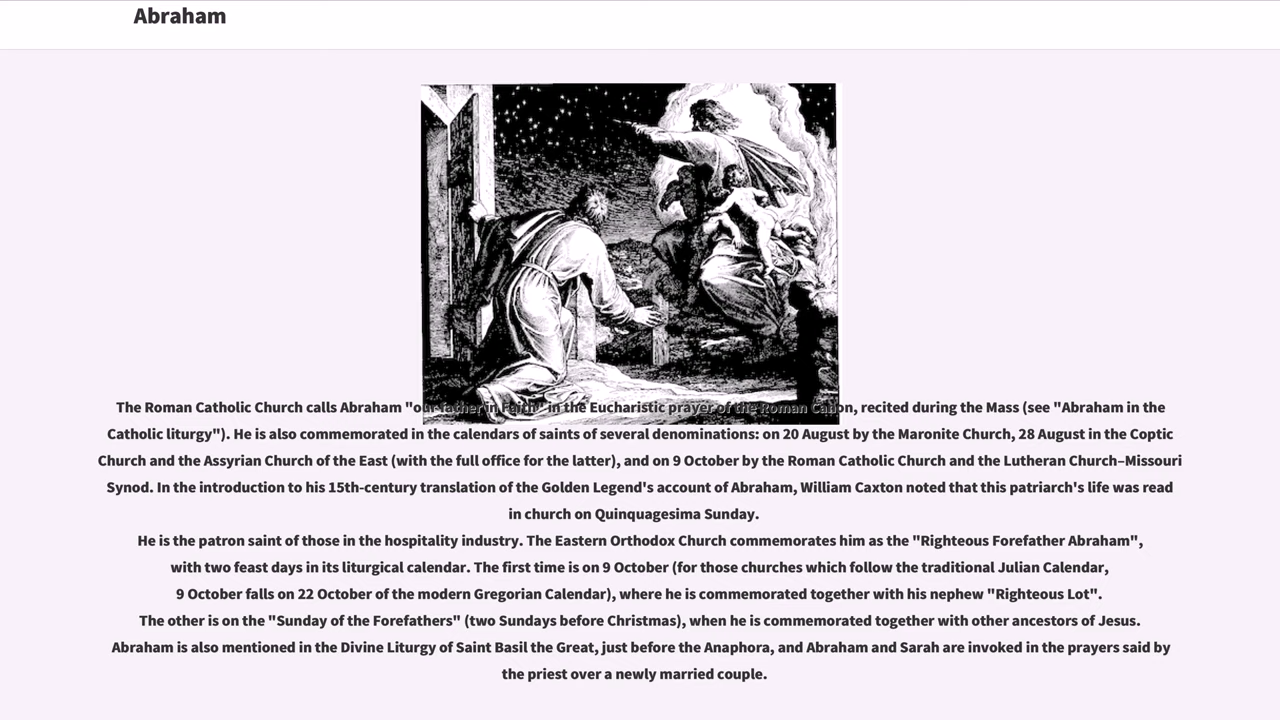 Abraham
The Roman Catholic Church calls Abraham "our father in Faith" in the Eucharistic prayer of the Roman Canon, recited during the Mass (see "Abraham in the
Catholic liturgy"). He is also commemorated in the calendars of saints of several denominations: on 20 August by the Maronite Church, 28 August in the Coptic
Church and the Assyrian Church of the East (with the full office for the latter), and on 9 October by the Roman Catholic Church and the Lutheran Church–Missouri
Synod. In the introduction to his 15th-century translation of the Golden Legend's account of Abraham, William Caxton noted that this patriarch's life was read
in church on Quinquagesima Sunday.
He is the patron saint of those in the hospitality industry. The Eastern Orthodox Church commemorates him as the "Righteous Forefather Abraham",
with two feast days in its liturgical calendar. The first time is on 9 October (for those churches which follow the traditional Julian Calendar,
9 October falls on 22 October of the modern Gregorian Calendar), where he is commemorated together with his nephew "Righteous Lot".
The other is on the "Sunday of the Forefathers" (two Sundays before Christmas), when he is commemorated together with other ancestors of Jesus.
Abraham is also mentioned in the Divine Liturgy of Saint Basil the Great, just before the Anaphora, and Abraham and Sarah are invoked in the prayers said by
the priest over a newly married couple.